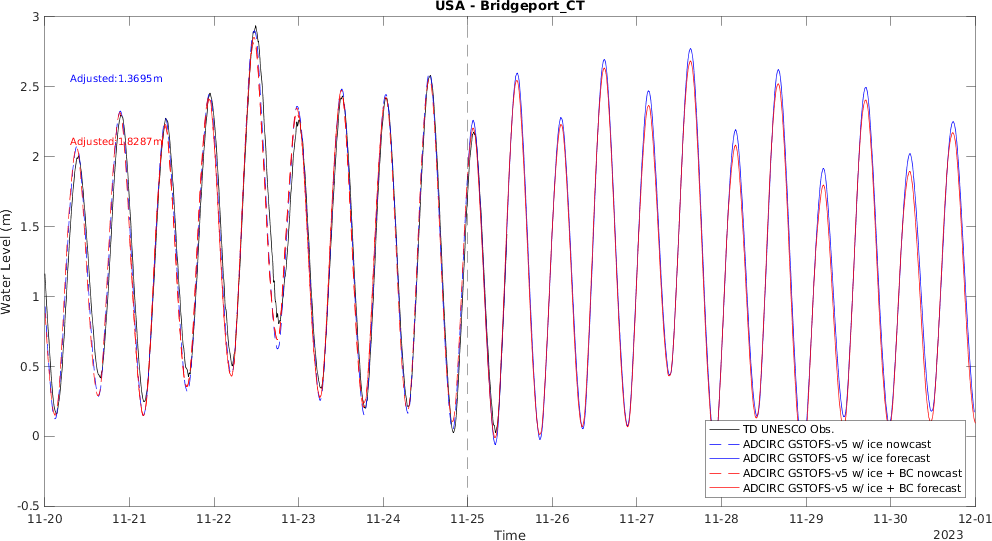 USA - Bridgeport_CT
3
2.5
2
1.5
1
0.5
0
-0.5
Water Level (m)
Adjusted:1.3695m
Adjusted:1.8287m
TD UNESCO Obs.
ADCIRC GSTOFS-v5 w/ ice nowcast
ADCIRC GSTOFS-v5 w/ ice forecast
ADCIRC GSTOFS-v5 w/ ice + BC nowcast
ADCIRC GSTOFS-v5 w/ ice + BC forecast
11-20 11-21 11-22 11-23 11-24 11-25 11-26 11-27 11-28 11-29 11-30 12-01
Time
2023